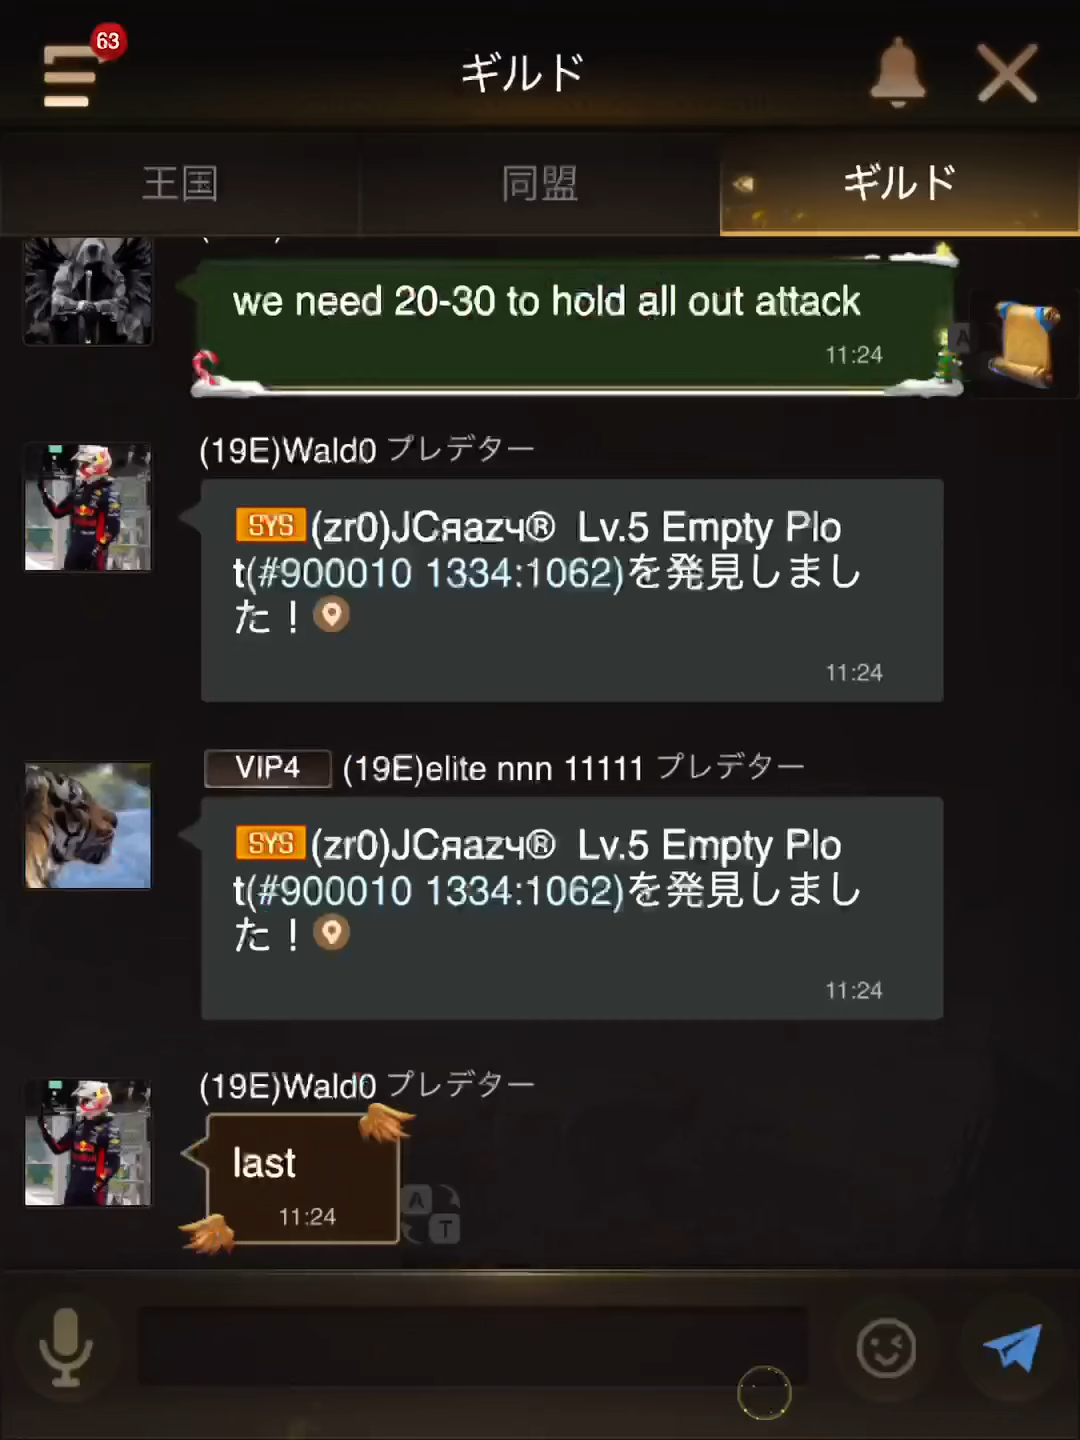 63
ギルド
王国
同盟
ギルド
we need 20-30 to hold all out attack
11:24
(19E)Wald0 プレデター
SYS (zr0)JCяazч® Lv.5 Empty Plo
t(#900010 1334:1062)を発見しまし
た！
11:24
VIP4 (19E)elite nnn 11111 プレデター
SYS (zr0)JCяazч® Lv.5 Empty Plo
t(#900010 1334:1062)を発見しまし
た！
11:24
(19E)Wald0 プレデター
last
11:24
A
T